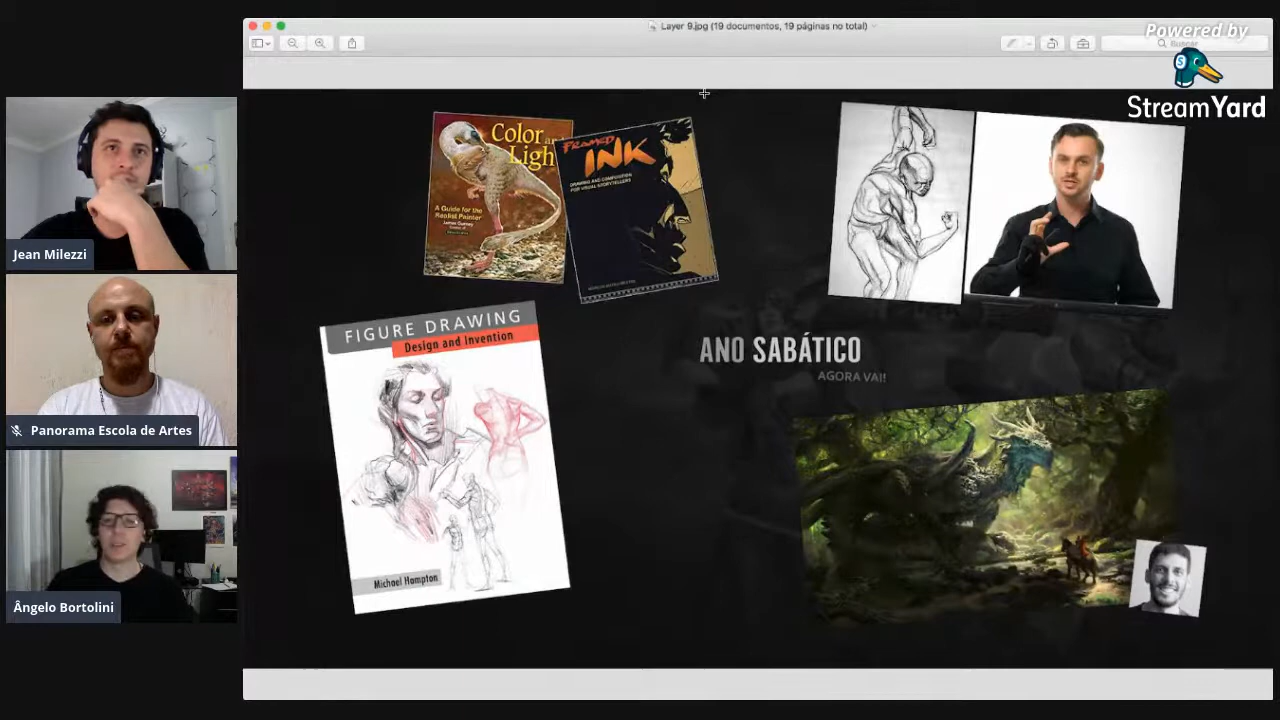 Layer 9.jpg (19 documentos, 19 páginas no total)
Buscar
Powered by
StreamYard
Jean Milezzi
Panorama Escola de Artes
Ângelo Bortolini
Color and
Light
A Guide for the
Realist Painter
James Gurney
FRAMED
INK
DRAWING AND COMPOSITION
FOR VISUAL STORYTELLERS
FIGURE DRAWING
Design and Invention
Michael Hampton
ANO SABÁTICO
AGORA VAI!